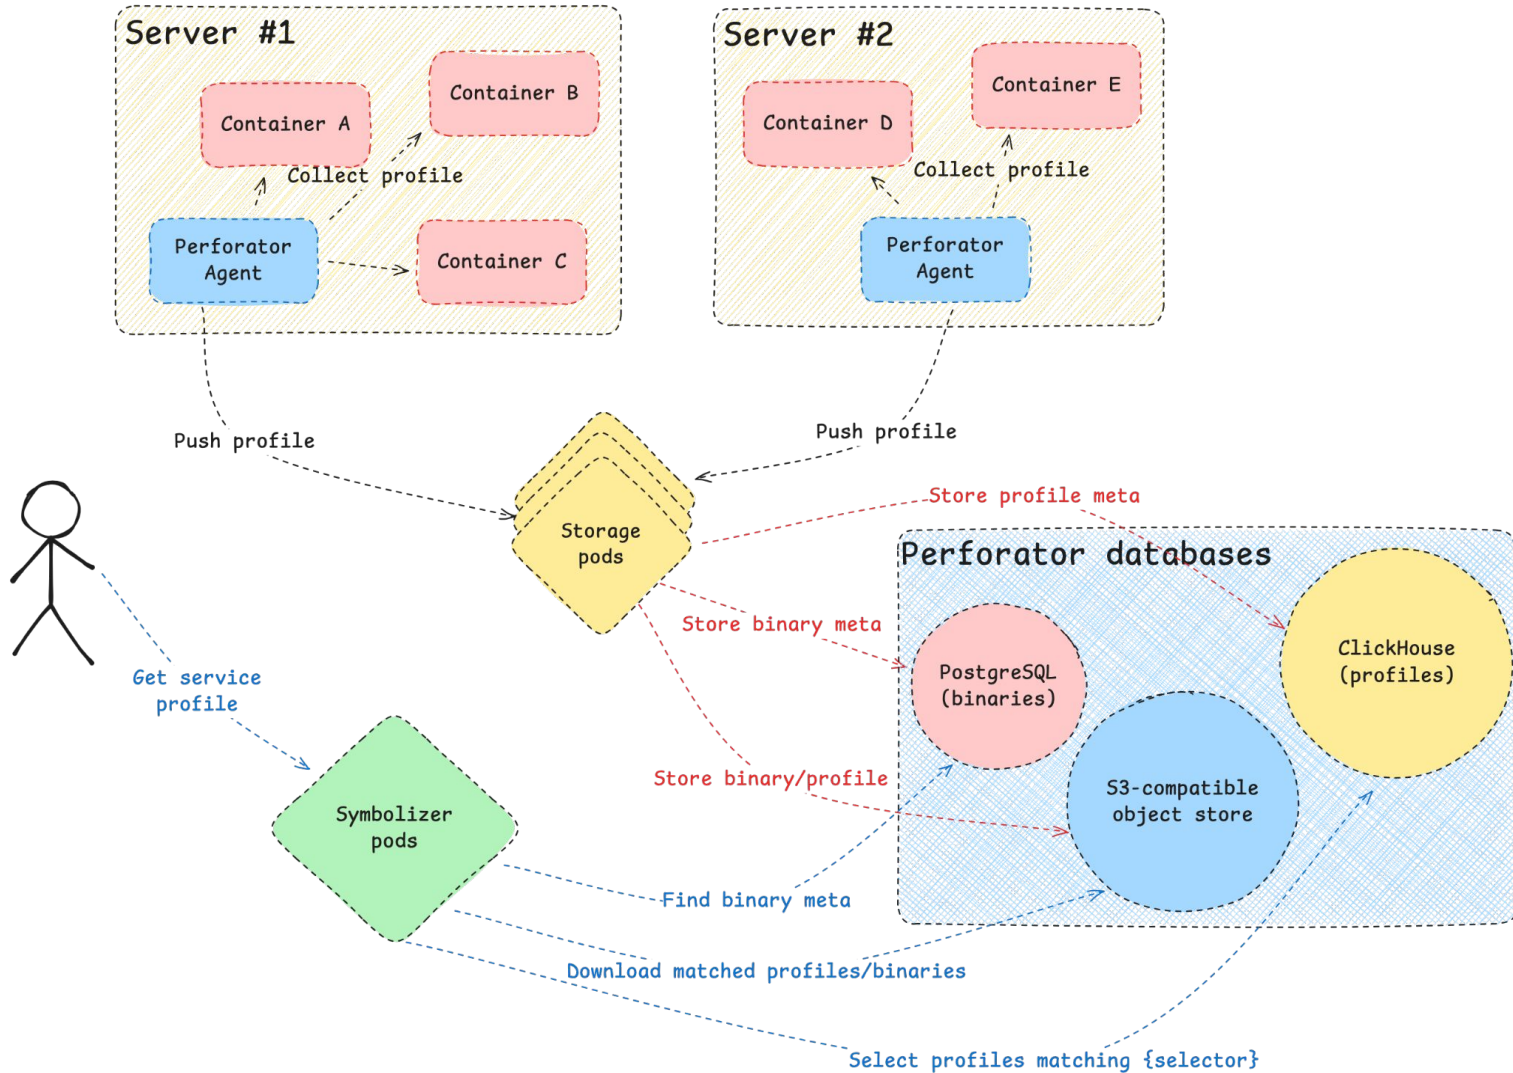 Server #1
Container A
Container B
Collect profile
Perforator
Agent
Container C
Server #2
Container D
Container E
Collect profile
Perforator
Agent
Push profile
Push profile
Storage
pods
Store profile meta
Perforator databases
Store binary meta
PostgreSQL
(binaries)
ClickHouse
(profiles)
Get service
profile
Store binary/profile
S3-compatible
object store
Symbolizer
pods
Find binary meta
Download matched profiles/binaries
Select profiles matching {selector}